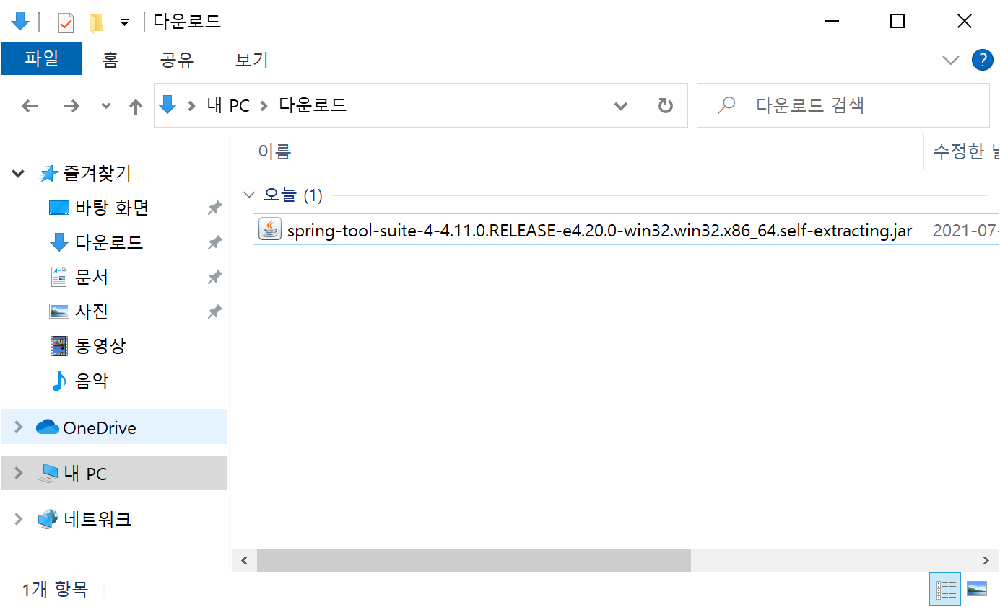 다운로드
파일 홈 공유 보기
?
내 PC 다운로드 다운로드 검색
이름 수정한
오늘 (1)
spring-tool-suite-4-4.11.0.RELEASE-e4.20.0-win32.win32.x86_64.self-extracting.jar 2021-07-
즐겨찾기
바탕 화면
다운로드
문서
사진
동영상
음악
OneDrive
내 PC
네트워크
1개 항목